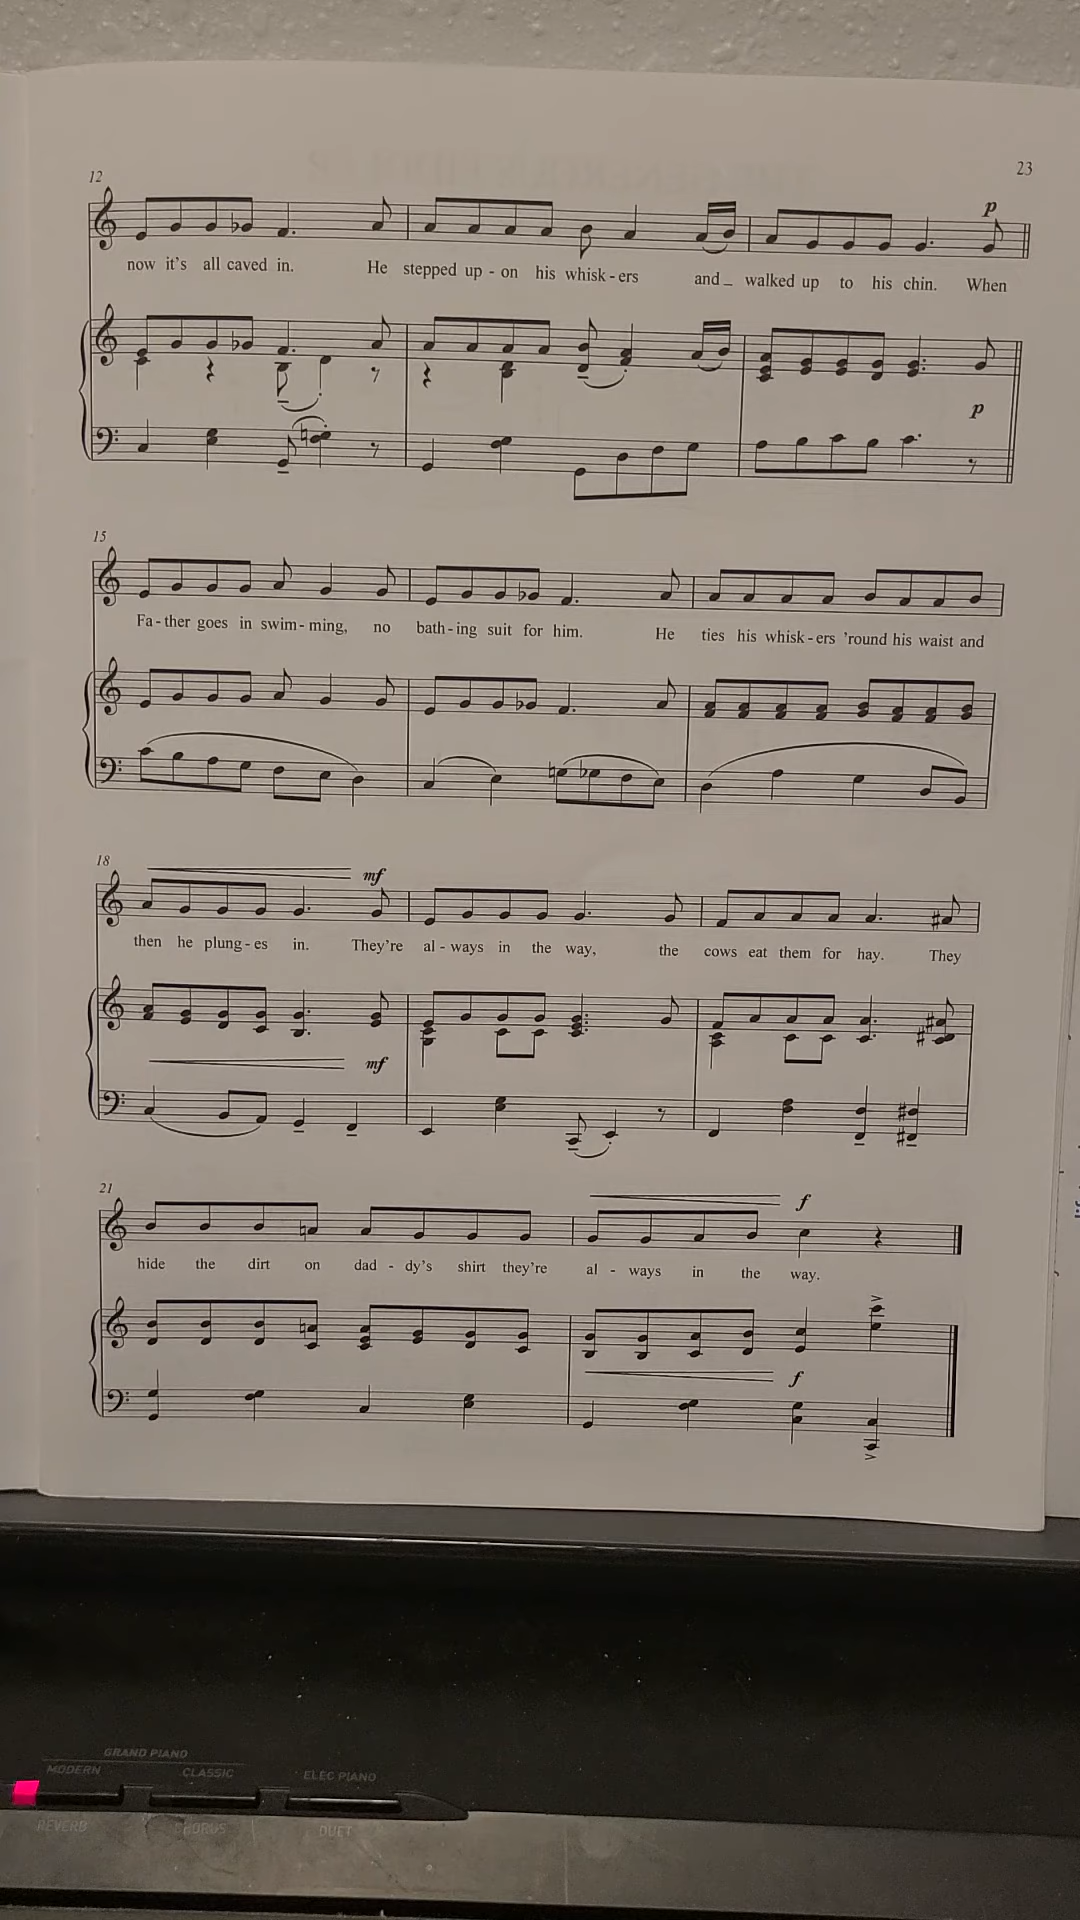 23
12
p
now it's all caved in. He stepped up - on his whisk - ers and_ walked up to his chin. When
p
15
Fa - ther goes in swim - ming, no bath - ing suit for him. He ties his whisk - ers 'round his waist and
18
mf
then he plung - es in. They're al - ways in the way, the cows eat them for hay. They
mf
21
f
hide the dirt on dad - dy's shirt they're al - ways in the way.
f
GRAND PIANO
MODERN CLASSIC ELEC PIANO
REVERB CHORUS DUET